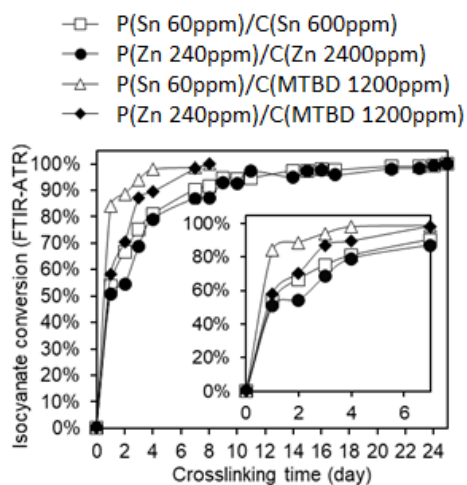 P(Sn 60ppm)/C(Sn 600ppm)
P(Zn 240ppm)/C(Zn 2400ppm)
P(Sn 60ppm)/C(MTBD 1200ppm)
P(Zn 240ppm)/C(MTBD 1200ppm)
Isocyanate conversion (FTIR-ATR)
100%
90%
80%
70%
60%
50%
40%
30%
20%
10%
0%
100%
80%
60%
40%
20%
0%
0 2 4 6
0 2 4 6 8 10 12 14 16 18 20 22 24
Crosslinking time (day)